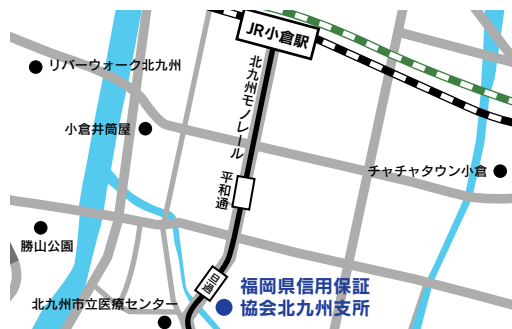 JR小倉駅
リバーウォーク北九州
北九州モノレール
小倉井筒屋
チャチャタウン小倉
平和通
勝山公園
旦過
福岡県信用保証
協会北九州支所
北九州市立医療センター